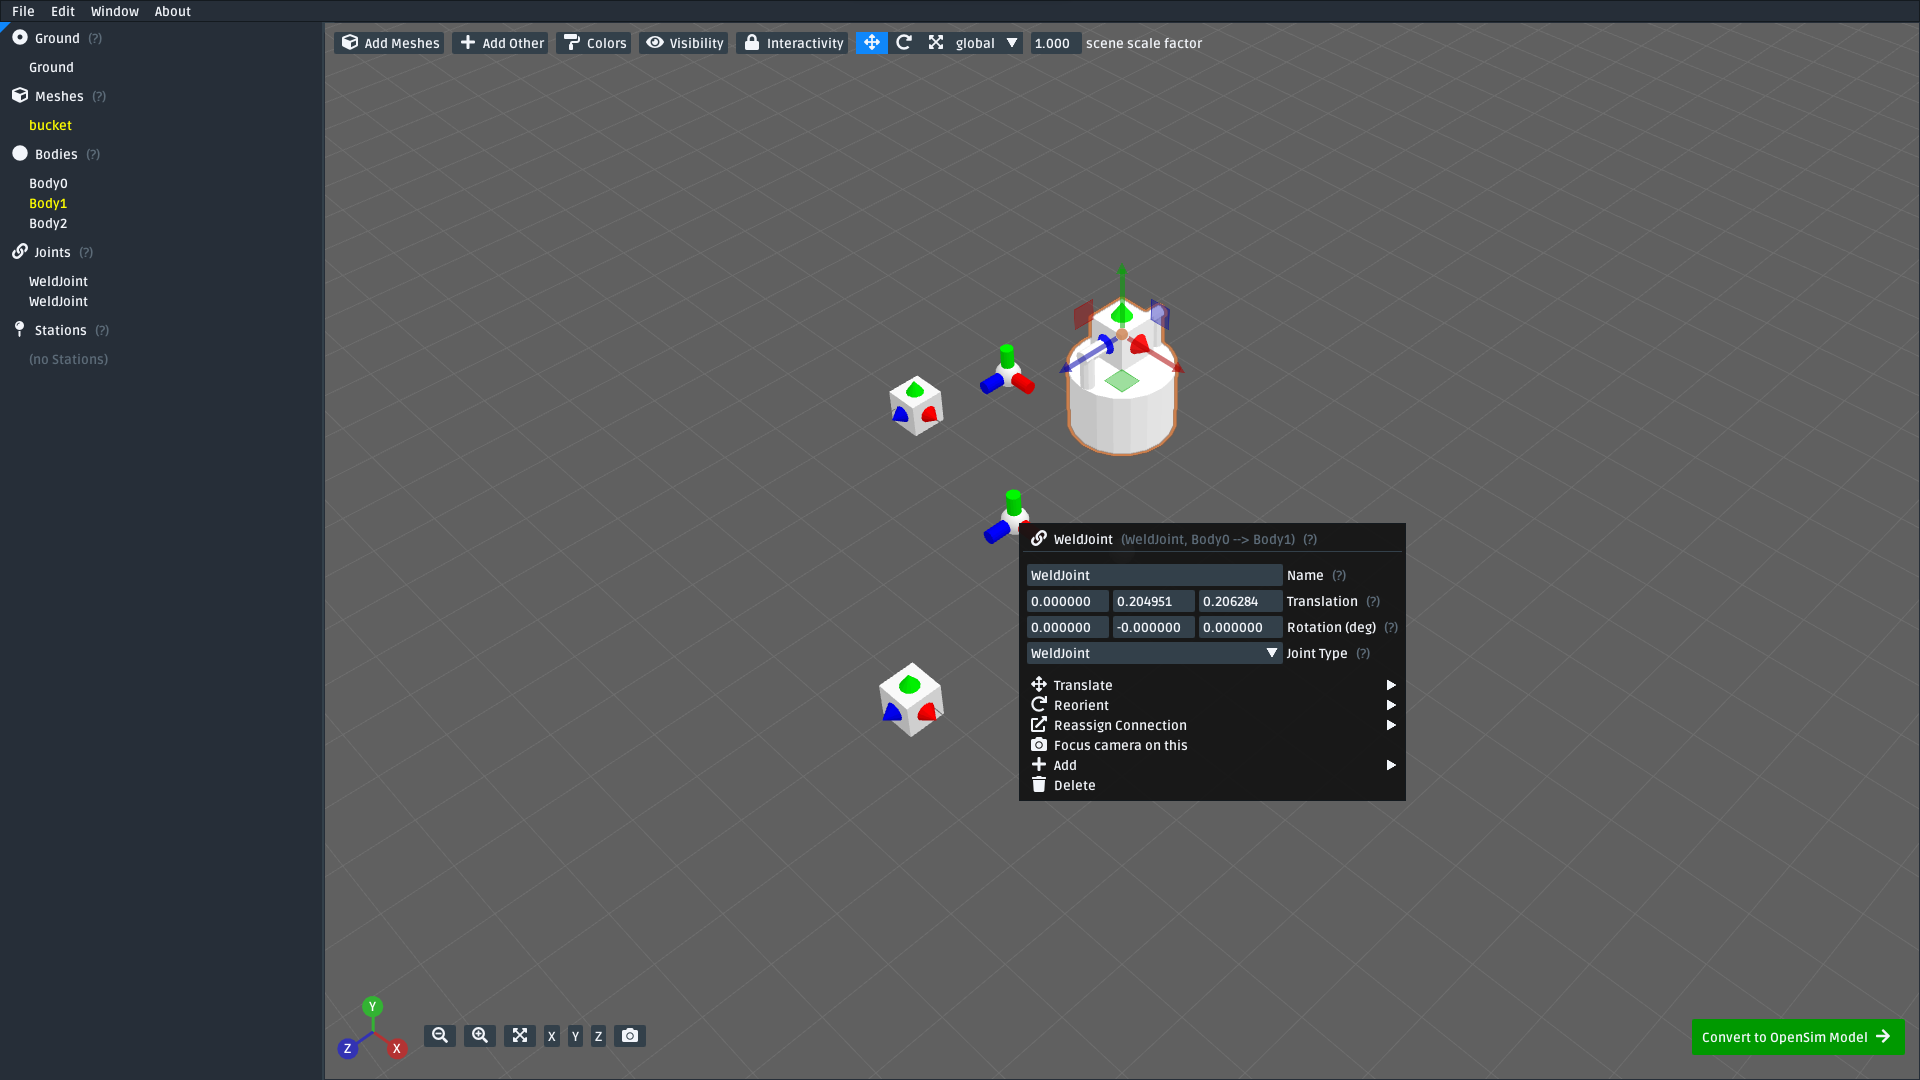 File Edit Window About
Ground (?)
Ground
Meshes (?)
bucket
Bodies (?)
Body0
Body1
Body2
Joints (?)
WeldJoint
WeldJoint
Stations (?)
(no Stations)
Add Meshes Add Other Colors Visibility Interactivity global 1.000 scene scale factor
WeldJoint (WeldJoint, Body0 --> Body1) (?)
WeldJoint Name (?)
0.000000 0.204951 0.206284 Translation (?)
0.000000 -0.000000 0.000000 Rotation (deg) (?)
WeldJoint Joint Type (?)
Translate
Reorient
Reassign Connection
Focus camera on this
Add
Delete
Y
Z X
X Y Z
Convert to OpenSim Model